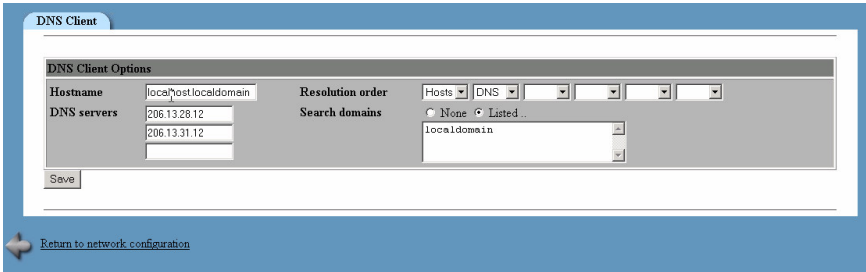 DNS Client
DNS Client Options
Hostname localhost.localdomain Resolution order Hosts DNS
DNS servers 206.13.28.12 Search domains None Listed ..
206.13.31.12 localdomain
Save
Return to network configuration